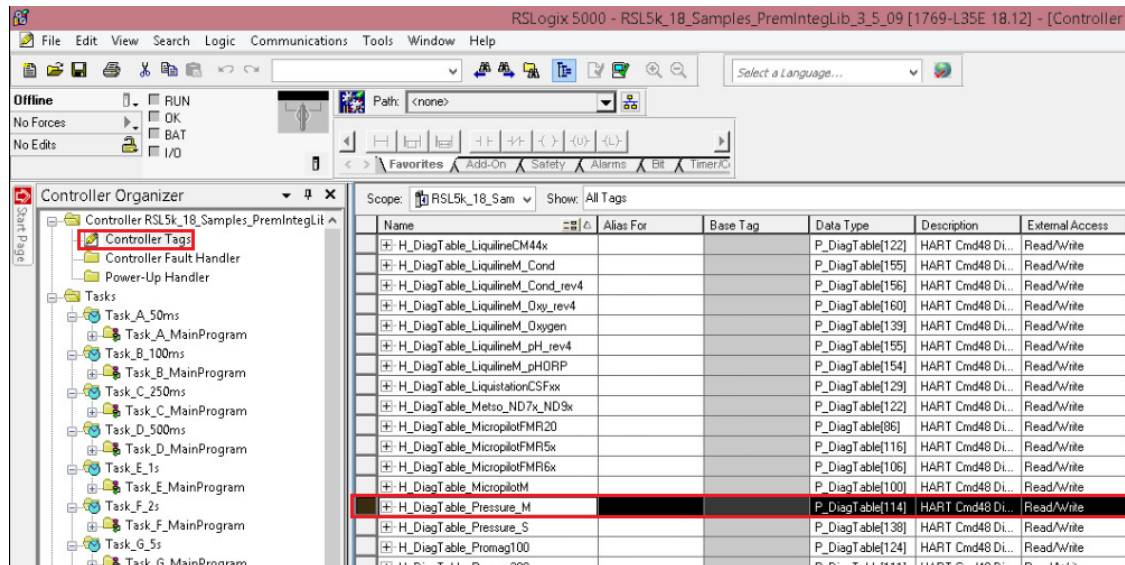 RSLogix 5000 - RSL5k_18_Samples_PremIntegLib_3_5_09 [1769-L35E 18.12] - [Controller
File Edit View Search Logic Communications Tools Window Help
Select a Language...
Offline RUN Path: <none>
No Forces OK
No Edits BAT
I/O
Favorites Add-On Safety Alarms Bit Timer/C
Start Page
Controller Organizer
Controller RSL5k_18_Samples_PremIntegLit
Controller Tags
Controller Fault Handler
Power-Up Handler
Tasks
Task_A_50ms
Task_A_MainProgram
Task_B_100ms
Task_B_MainProgram
Task_C_250ms
Task_C_MainProgram
Task_D_500ms
Task_D_MainProgram
Task_E_1s
Task_E_MainProgram
Task_F_2s
Task_F_MainProgram
Task_G_5s
Task_G_MainProgram
Scope: RSL5k_18_Sam Show: All Tags
Name Alias For Base Tag Data Type Description External Access
H_DiagTable_LiquilineCM44x P_DiagTable[122] HART Cmd48 Di... Read/Write
H_DiagTable_LiquilineM_Cond P_DiagTable[155] HART Cmd48 Di... Read/Write
H_DiagTable_LiquilineM_Cond_rev4 P_DiagTable[156] HART Cmd48 Di... Read/Write
H_DiagTable_LiquilineM_Oxy_rev4 P_DiagTable[160] HART Cmd48 Di... Read/Write
H_DiagTable_LiquilineM_Oxygen P_DiagTable[139] HART Cmd48 Di... Read/Write
H_DiagTable_LiquilineM_pH_rev4 P_DiagTable[155] HART Cmd48 Di... Read/Write
H_DiagTable_LiquilineM_pHORP P_DiagTable[154] HART Cmd48 Di... Read/Write
H_DiagTable_LiquistationCSFxx P_DiagTable[129] HART Cmd48 Di... Read/Write
H_DiagTable_Metso_ND7x_ND9x P_DiagTable[122] HART Cmd48 Di... Read/Write
H_DiagTable_MicropilotFMR20 P_DiagTable[86] HART Cmd48 Di... Read/Write
H_DiagTable_MicropilotFMR5x P_DiagTable[116] HART Cmd48 Di... Read/Write
H_DiagTable_MicropilotFMR6x P_DiagTable[106] HART Cmd48 Di... Read/Write
H_DiagTable_MicropilotM P_DiagTable[100] HART Cmd48 Di... Read/Write
H_DiagTable_Pressure_M P_DiagTable[114] HART Cmd48 Di... Read/Write
H_DiagTable_Pressure_S P_DiagTable[138] HART Cmd48 Di... Read/Write
H_DiagTable_Promag100 P_DiagTable[124] HART Cmd48 Di... Read/Write